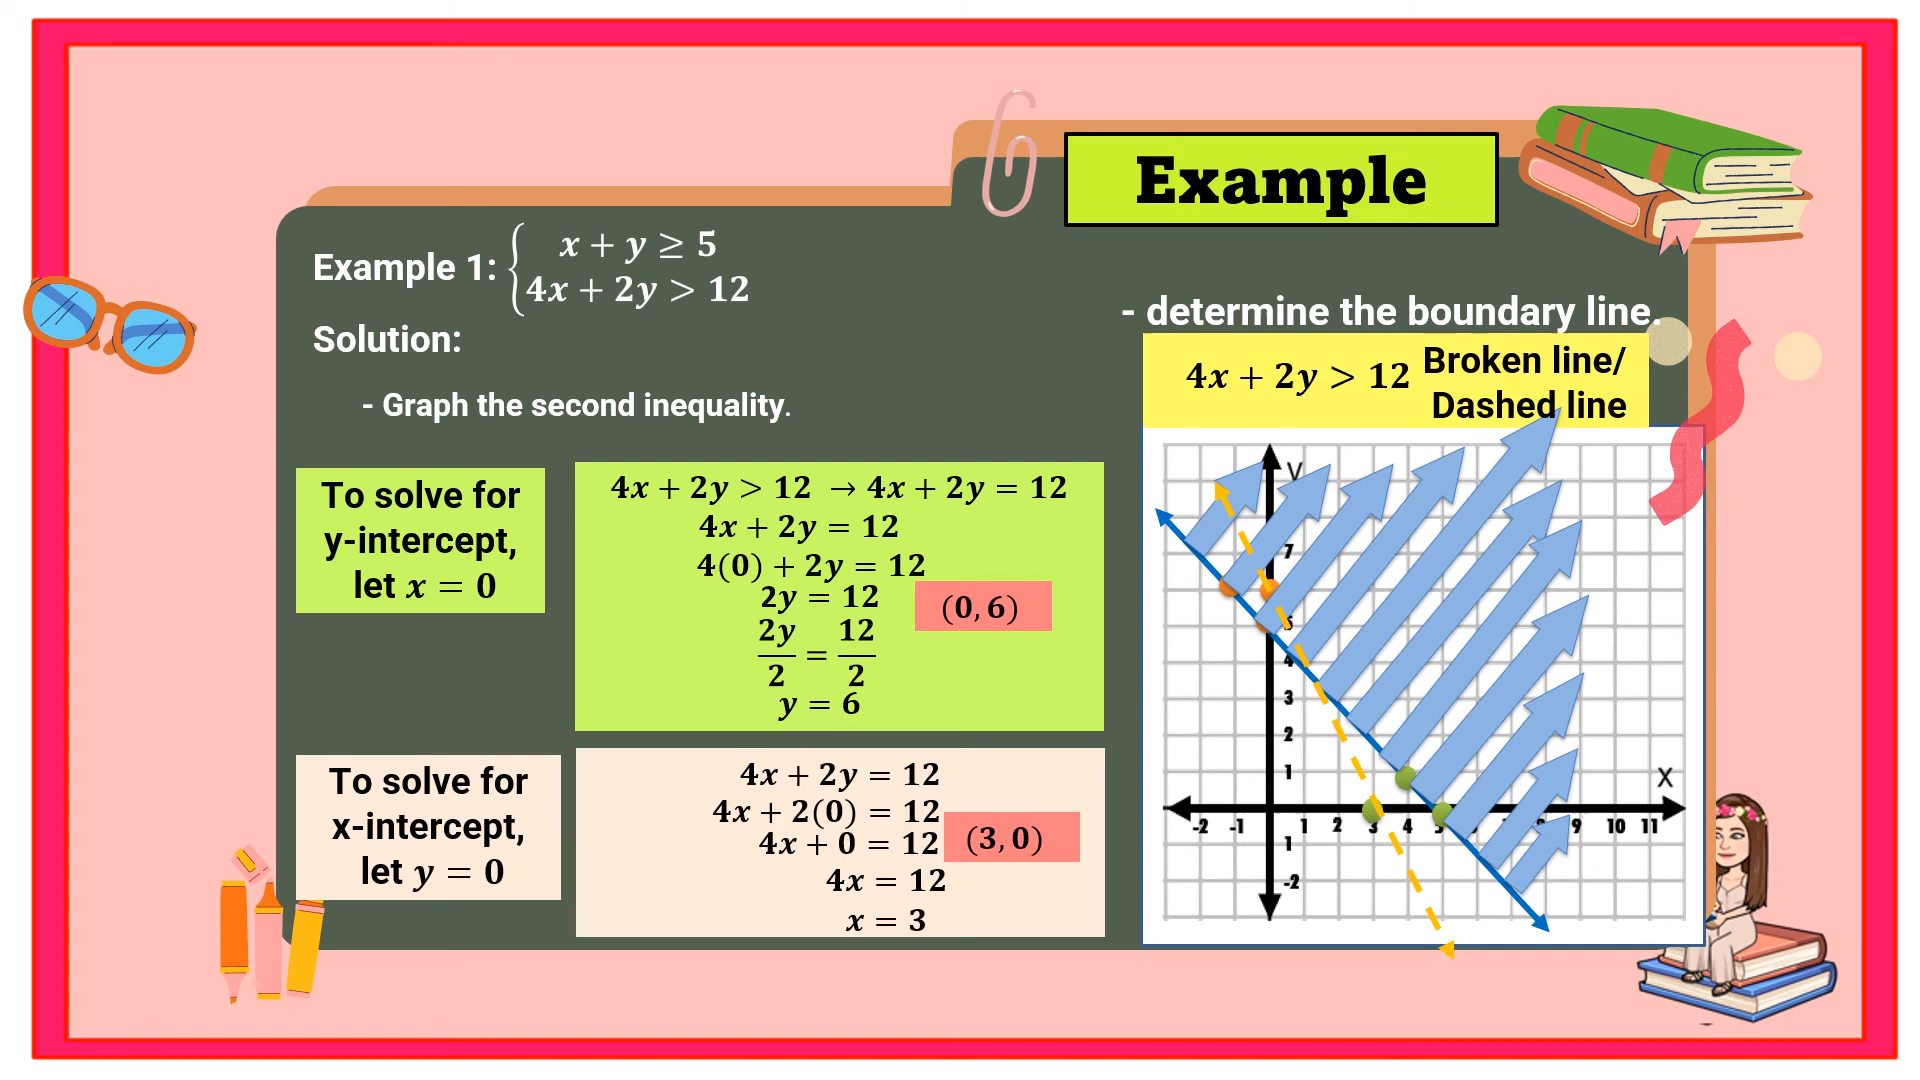 Example
Example 1: { x + y ≥ 5
4x + 2y > 12
Solution:
- Graph the second inequality.
- determine the boundary line.
4x + 2y > 12 Broken line/
Dashed line
To solve for
y-intercept,
let x = 0
4x + 2y > 12 → 4x + 2y = 12
4x + 2y = 12
4(0) + 2y = 12
2y = 12
(0, 6)
2y/2 = 12/2
y = 6
To solve for
x-intercept,
let y = 0
4x + 2y = 12
4x + 2(0) = 12
4x + 0 = 12
(3, 0)
4x = 12
x = 3
7
5
4
3
2
1
X
-2 -1 1 2 3 4 5 9 10 11
1
-2